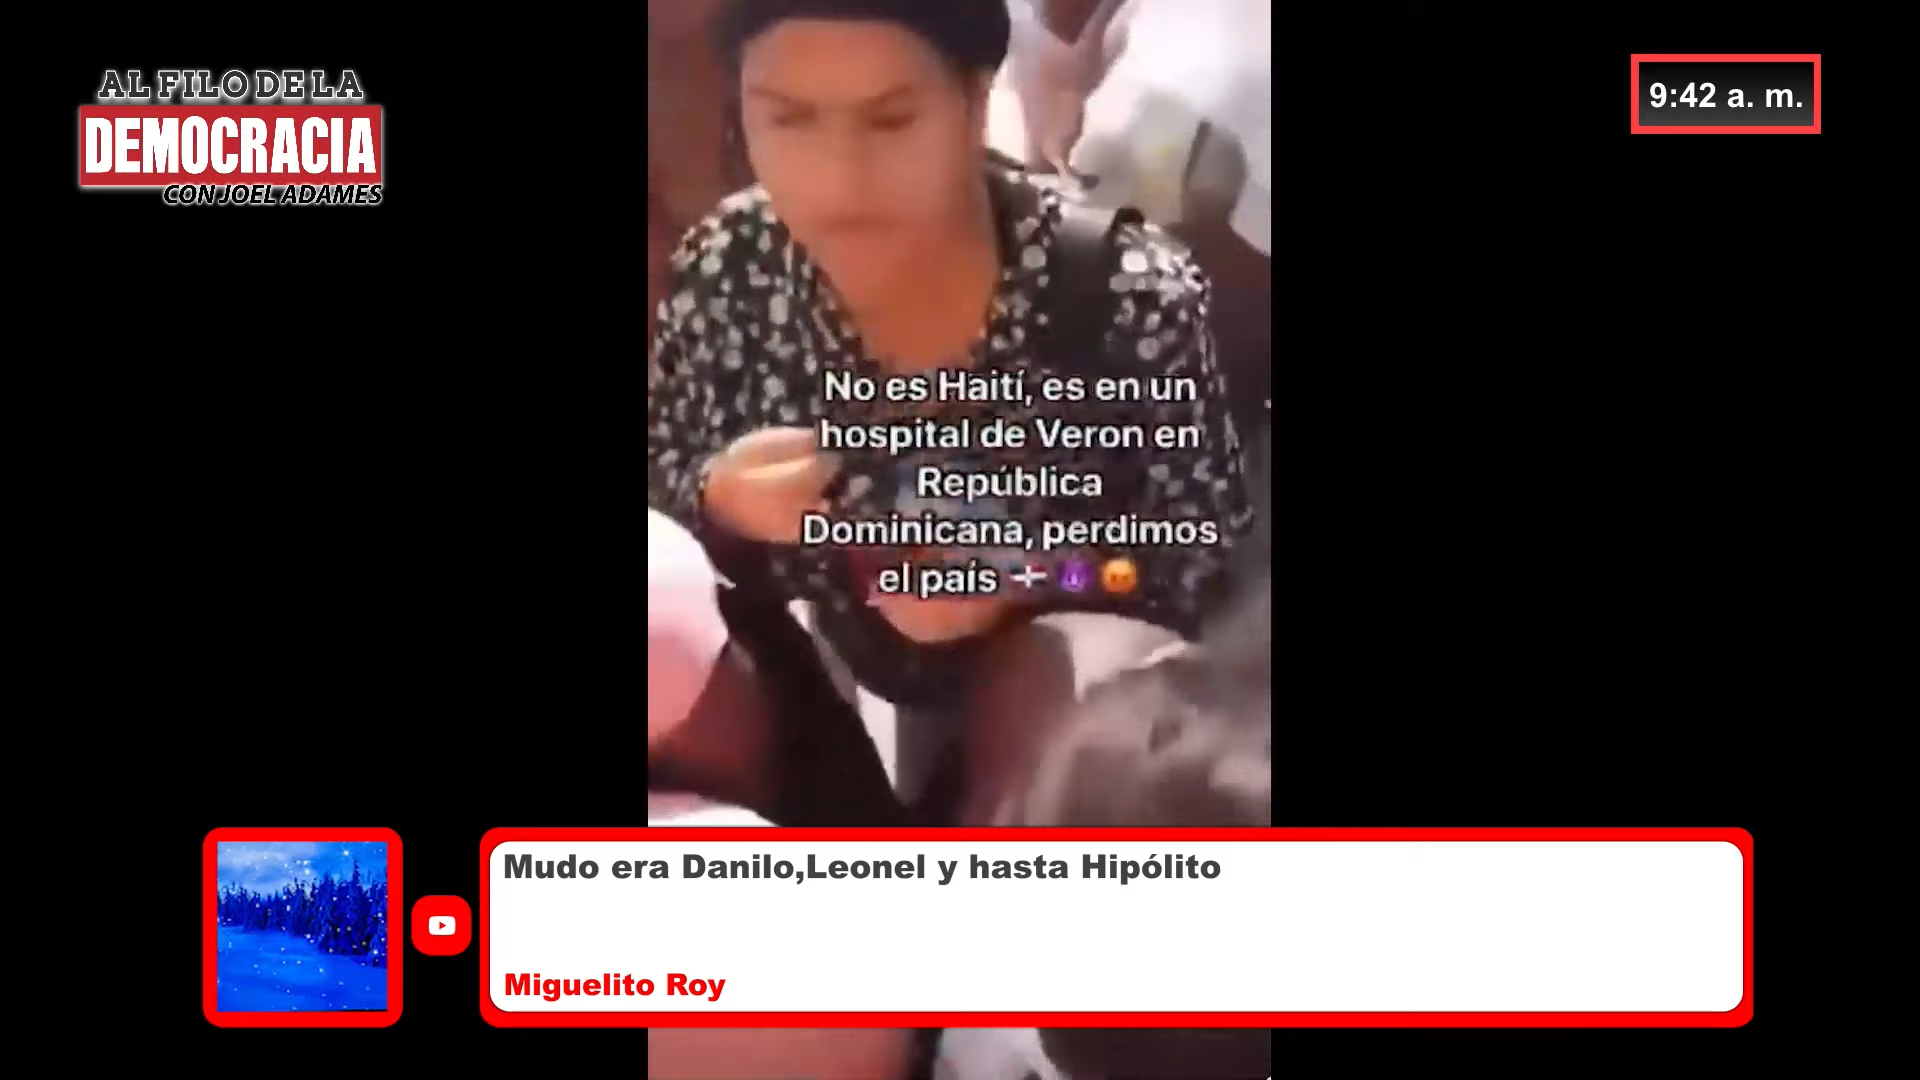 AL FILO DE LA
DEMOCRACIA
CON JOEL ADAMES
9:42 a. m.
No es Haití, es en un
hospital de Veron en
República
Dominicana, perdimos
el país 🇩🇴 😈 😡
Mudo era Danilo,Leonel y hasta Hipólito
Miguelito Roy